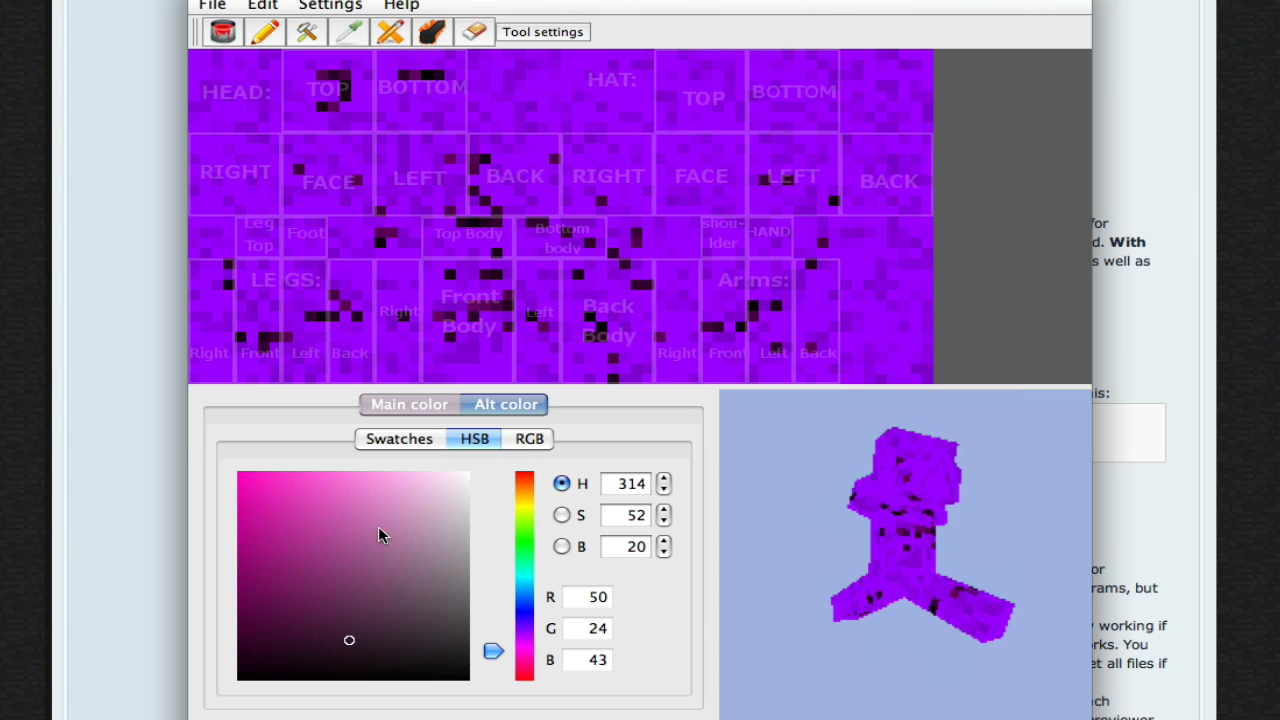 File Edit Settings Help
Tool settings
HEAD: TOP BOTTOM HAT: TOP BOTTOM
RIGHT FACE LEFT BACK RIGHT FACE LEFT BACK
Leg Top Foot Top Body Bottom body shou-lder HAND
LEGS: Right Front Body Left Back Body Arms:
Right Front Left Back Right Front Left Back
Main color Alt color
Swatches HSB RGB
H 314
S 52
B 20
R 50
G 24
B 43
for
d. With
s well as
is:
or
rams, but
working if
orks. You
et all files if
ach
previewer